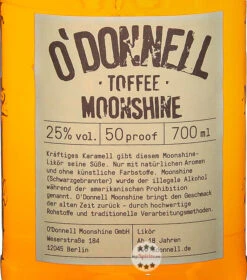 O'DONNELL
· TOFFEE ·
MOONSHINE
25% vol. 50 proof 700 ml
Kräftiges Karamell gibt diesem Moonshine-
Likör seine Süße. Nur mit natürlichen Aromen
und ohne künstliche Farbstoffe. Moonshine
(Schwarzgebrannter) wurde der illegale Alkohol
während der amerikanischen Prohibition
genannt. O'Donnell Moonshine bringt den Geschmack
der alten Zeit zurück - durch hochwertige
Rohstoffe und traditionelle Verarbeitungsmethoden.
O'Donnell Moonshine GmbH Likör
Weserstraße 184 Ab 18 Jahren
12045 Berlin donnell.de